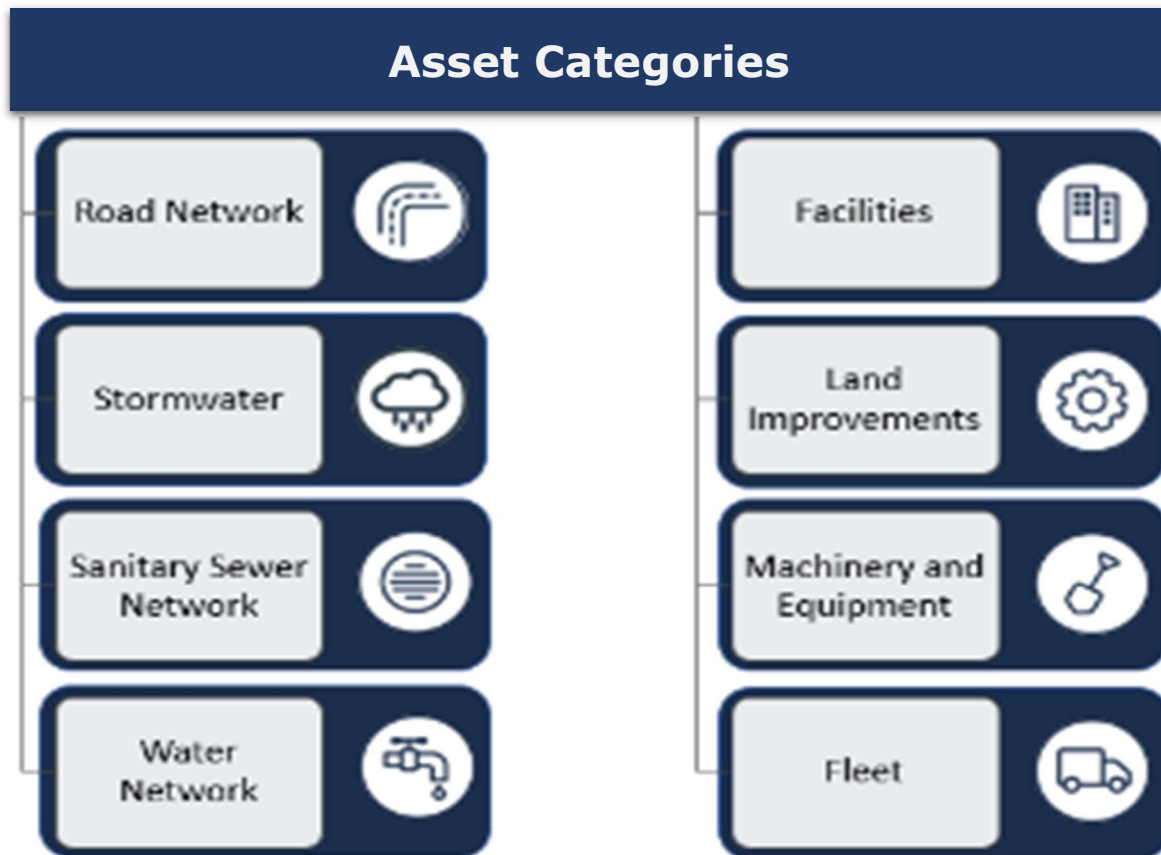 Asset Categories
Road Network
Stormwater
Sanitary Sewer
Network
Water
Network
Facilities
Land
Improvements
Machinery and
Equipment
Fleet